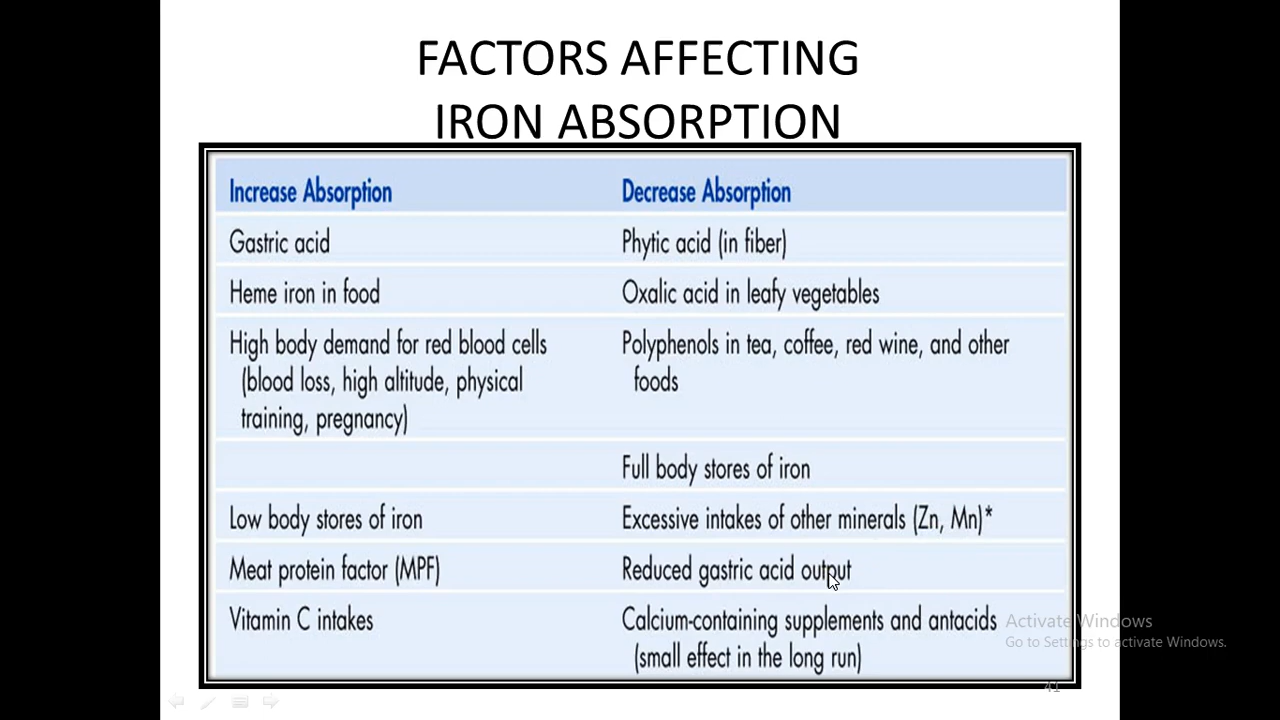 FACTORS AFFECTING
IRON ABSORPTION
Increase Absorption
Decrease Absorption
Gastric acid
Phytic acid (in fiber)
Heme iron in food
Oxalic acid in leafy vegetables
High body demand for red blood cells
(blood loss, high altitude, physical
training, pregnancy)
Polyphenols in tea, coffee, red wine, and other
foods
Full body stores of iron
Low body stores of iron
Excessive intakes of other minerals (Zn, Mn)*
Meat protein factor (MPF)
Reduced gastric acid output
Vitamin C intakes
Calcium-containing supplements and antacids
(small effect in the long run)
Activate Windows
Go to Settings to activate Windows.
41